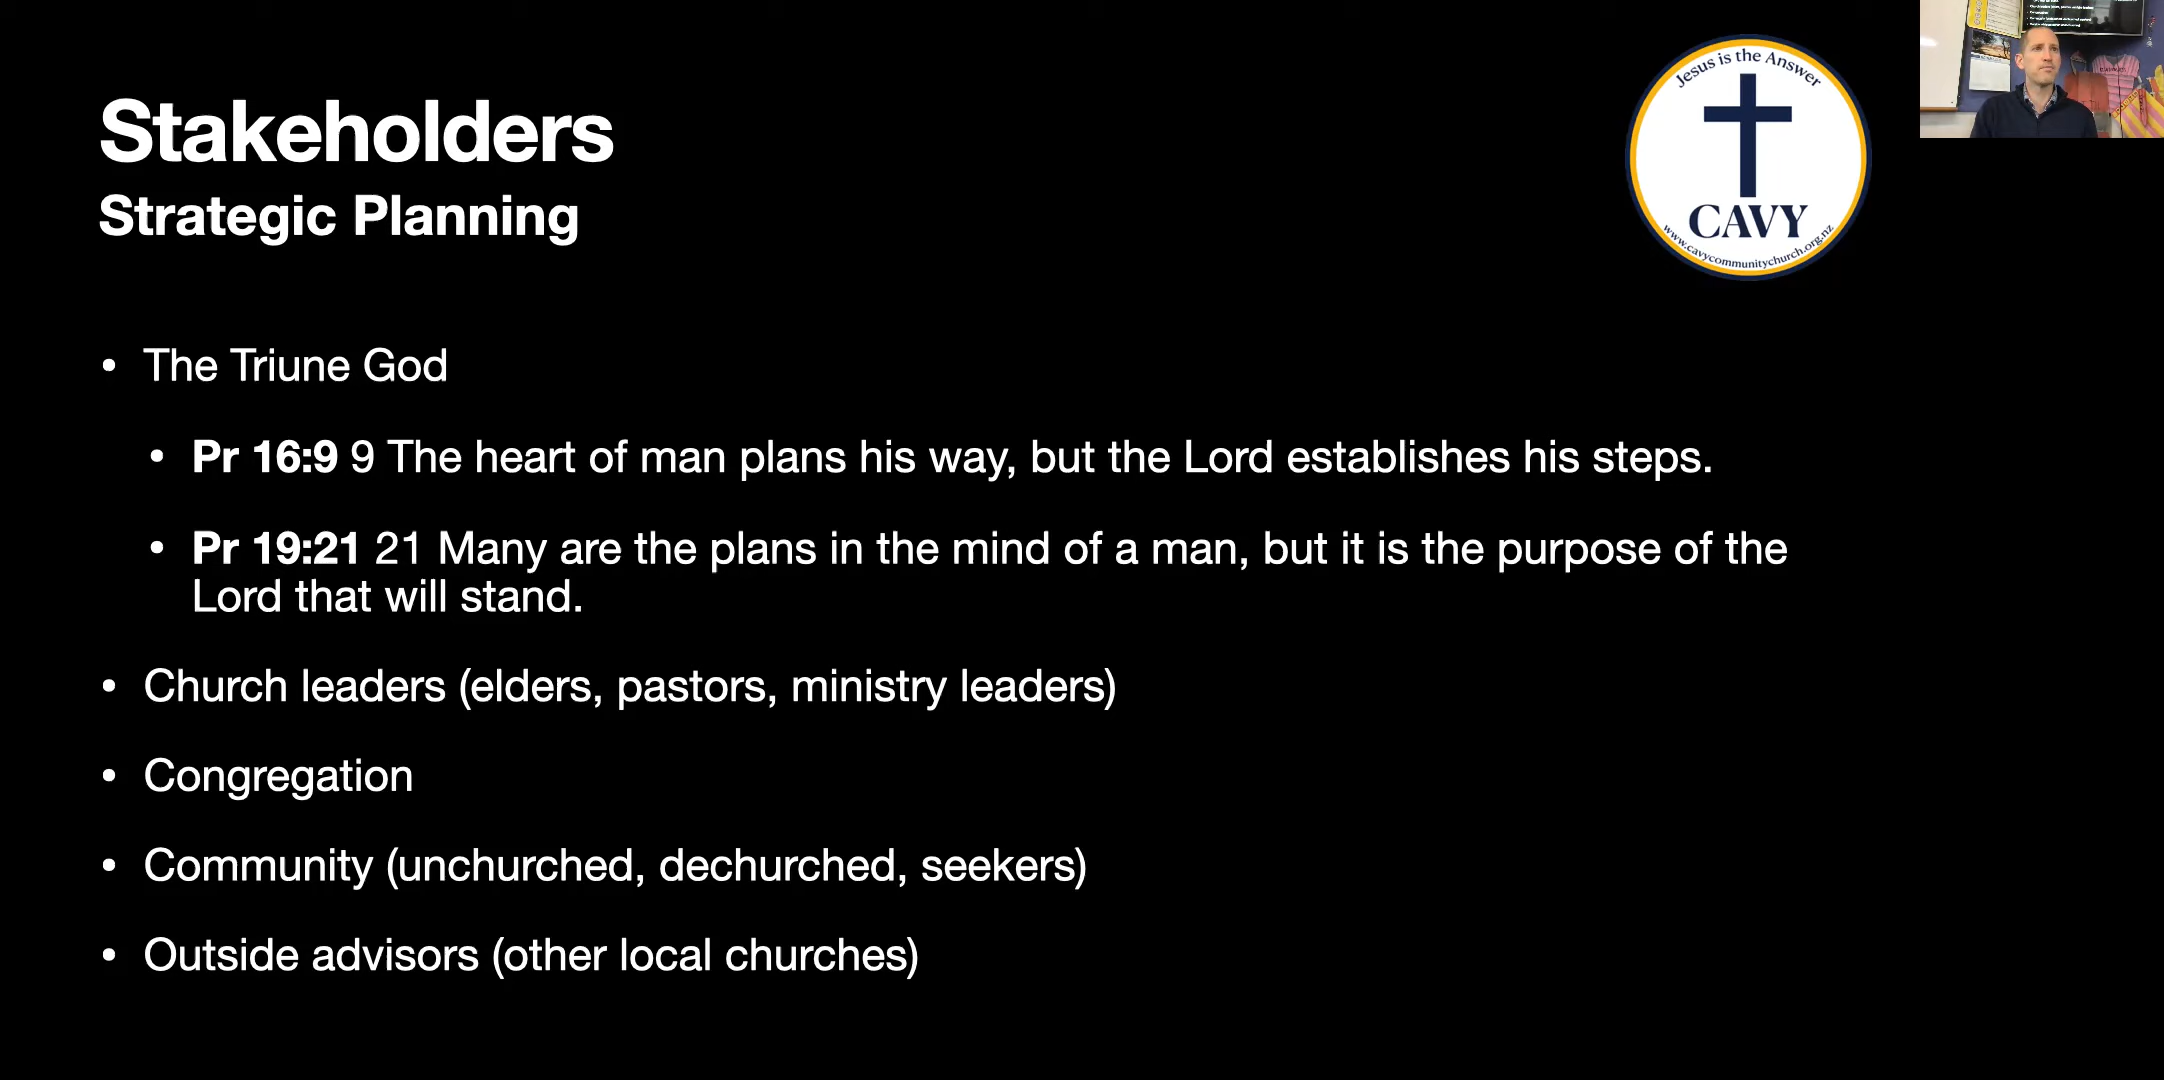 Jesus is the Answer
CAVY
www.cavycommunitychurch.org.nz
Stakeholders
Strategic Planning
• The Triune God
• Pr 16:9 9 The heart of man plans his way, but the Lord establishes his steps.
• Pr 19:21 21 Many are the plans in the mind of a man, but it is the purpose of the
Lord that will stand.
• Church leaders (elders, pastors, ministry leaders)
• Congregation
• Community (unchurched, dechurched, seekers)
• Outside advisors (other local churches)